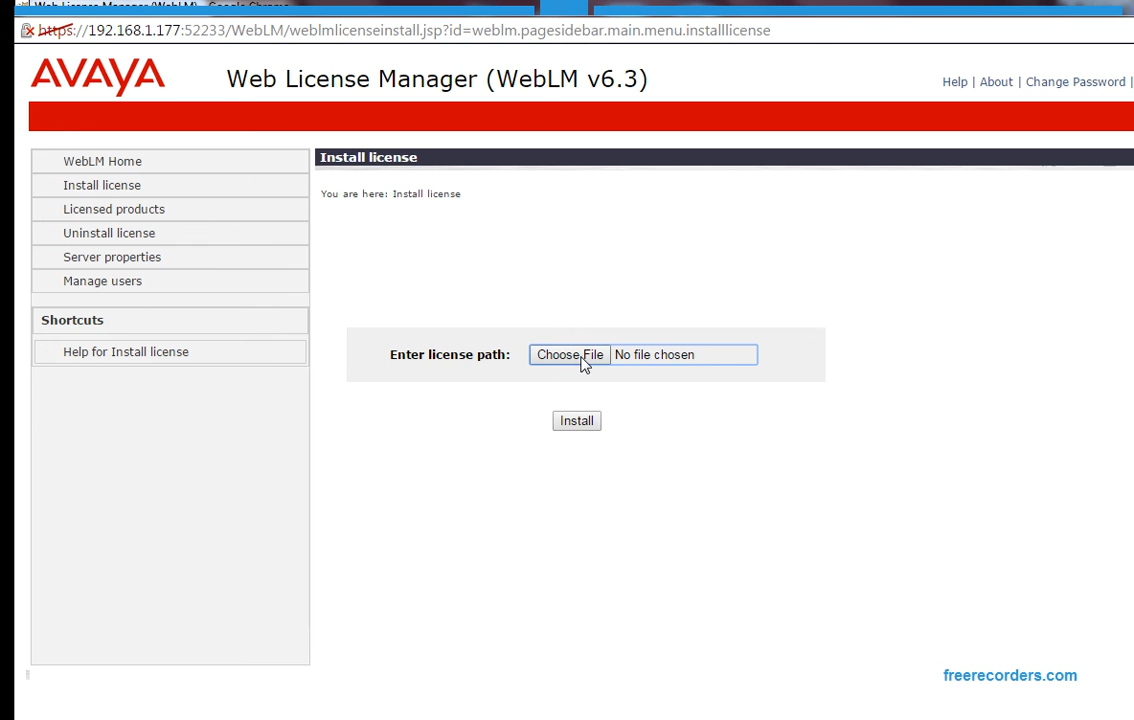 https://192.168.1.177:52233/WebLM/weblmlicenseinstall.jsp?id=weblm.pagesidebar.main.menu.installlicense
AVAYA
Web License Manager (WebLM v6.3)
Help | About | Change Password |
WebLM Home
Install license
Licensed products
Uninstall license
Server properties
Manage users
Shortcuts
Help for Install license
Install license
You are here: Install license
Enter license path:
Choose File No file chosen
Install
freerecorders.com